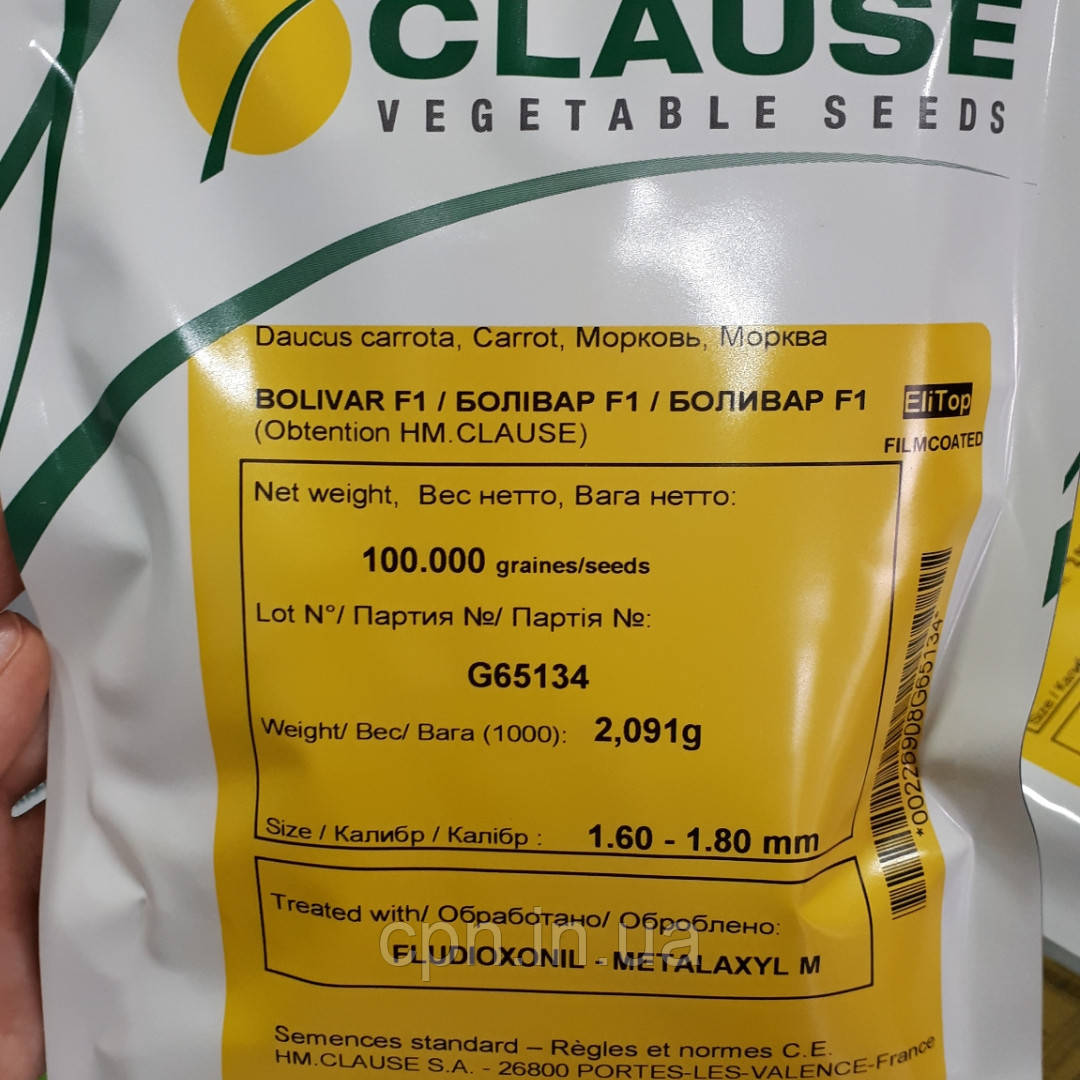 CLAUSE
VEGETABLE SEEDS
Daucus carrota, Carrot, Морковь, Морква
BOLIVAR F1 / БОЛІВАР F1 / БОЛИВАР F1
(Obtention HM.CLAUSE)
EliTop
FILMCOATED
Net weight, Вес нетто, Вага нетто:
100.000 graines/seeds
Lot N°/ Партия №/ Партія №:
G65134
Weight/ Вес/ Вага (1000): 2,091g
Size / Калибр / Калібр : 1.60 - 1.80 mm
*00226908G65134*
Treated with/ Обработано/ Оброблено:
FLUDIOXONIL - METALAXYL M
cpn.in.ua
Semences standard – Règles et normes C.E.
HM.CLAUSE S.A. - 26800 PORTES-LES-VALENCE-France
Size / Калибр